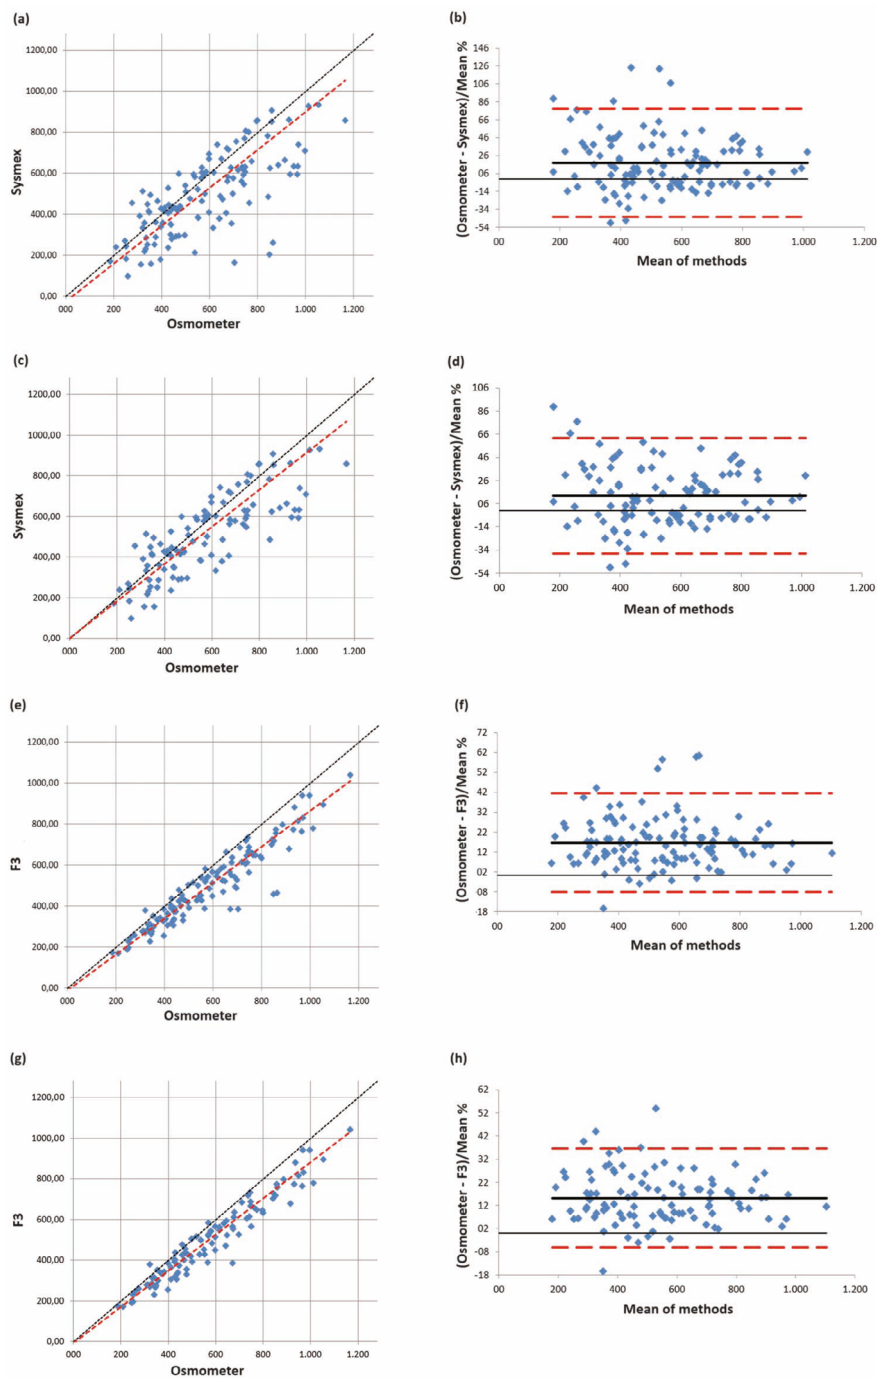 (a)
1200,00
1000,00
800,00
600,00
400,00
200,00
0,00
Sysmex
000 200 400 600 800 1.000 1.200
Osmometer
(b)
146
126
106
86
66
46
26
06
-14
-34
-54
(Osmometer - Sysmex)/Mean %
00 200 400 600 800 1.000 1.200
Mean of methods
(c)
1200,00
1000,00
800,00
600,00
400,00
200,00
0,00
Sysmex
000 200 400 600 800 1.000 1.200
Osmometer
(d)
106
86
66
46
26
06
-14
-34
-54
(Osmometer - Sysmex)/Mean %
00 200 400 600 800 1.000 1.200
Mean of methods
(e)
1200,00
1000,00
800,00
600,00
400,00
200,00
0,00
F3
000 200 400 600 800 1.000 1.200
Osmometer
(f)
72
62
52
42
32
22
12
02
-08
-18
(Osmometer - F3)/Mean %
00 200 400 600 800 1.000 1.200
Mean of methods
(g)
1200,00
1000,00
800,00
600,00
400,00
200,00
0,00
F3
000 200 400 600 800 1.000 1.200
Osmometer
(h)
62
52
42
32
22
12
02
-08
-18
(Osmometer - F3)/Mean %
00 200 400 600 800 1.000 1.200
Mean of methods